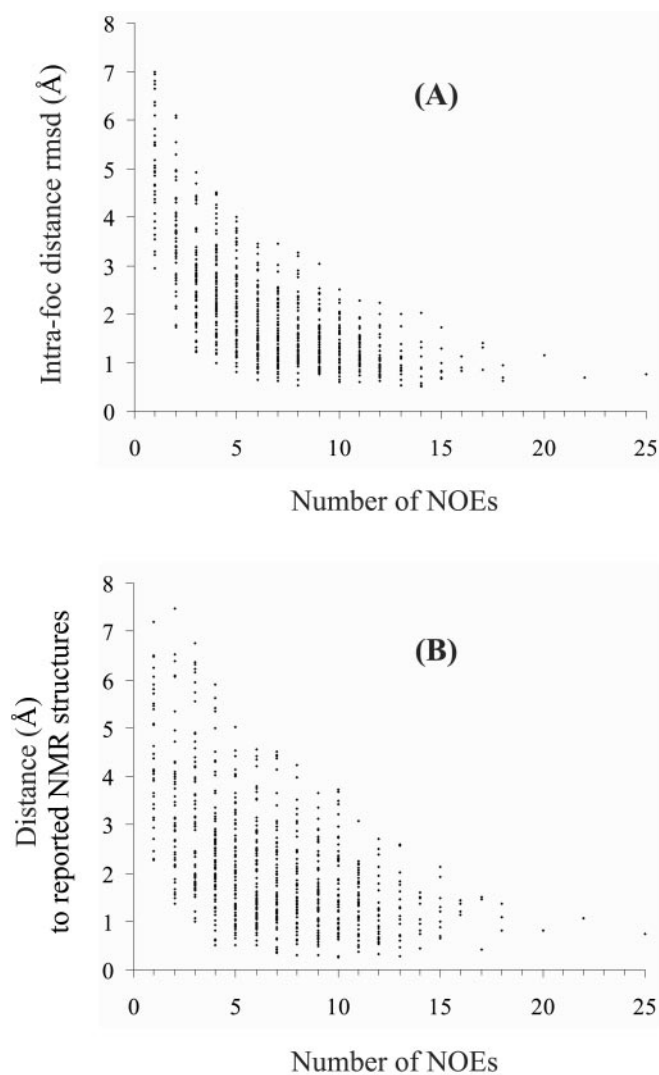 (A)
Intra-foc distance rmsd (Å)
8
7
6
5
4
3
2
1
0
0 5 10 15 20 25
Number of NOEs
(B)
Distance (Å)
to reported NMR structures
8
7
6
5
4
3
2
1
0
0 5 10 15 20 25
Number of NOEs